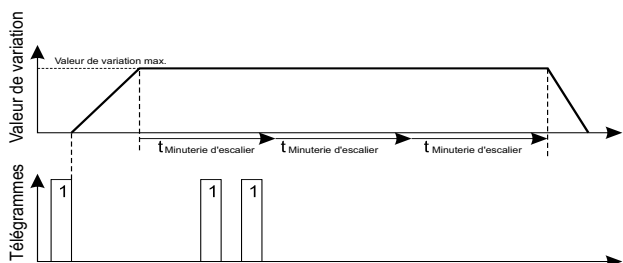 Valeur de variation
Valeur de variation max.
t Minuterie d'escalier t Minuterie d'escalier t Minuterie d'escalier
Télégrammes
1 1 1